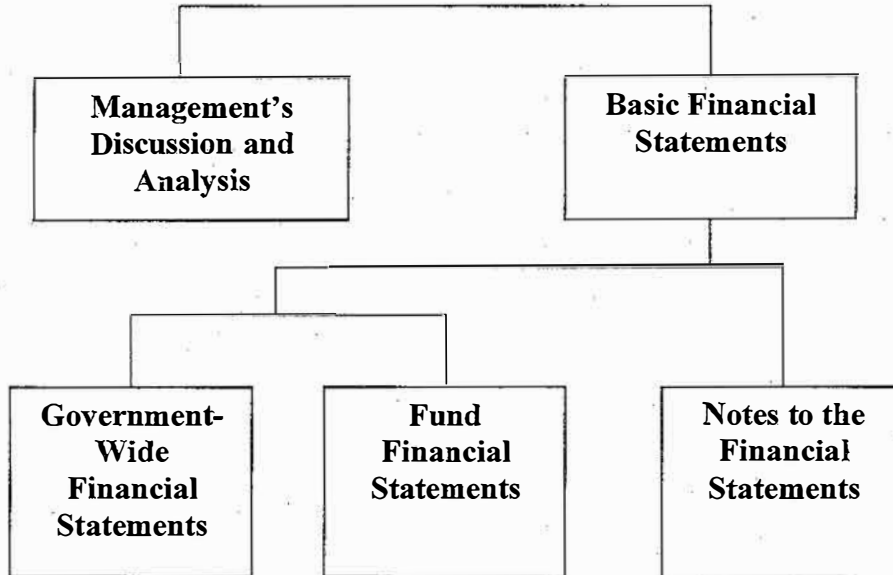 Management's
Discussion and
Analysis
Basic Financial
Statements
Government-
Wide
Financial
Statements
Fund
Financial
Statements
Notes to the
Financial
Statements